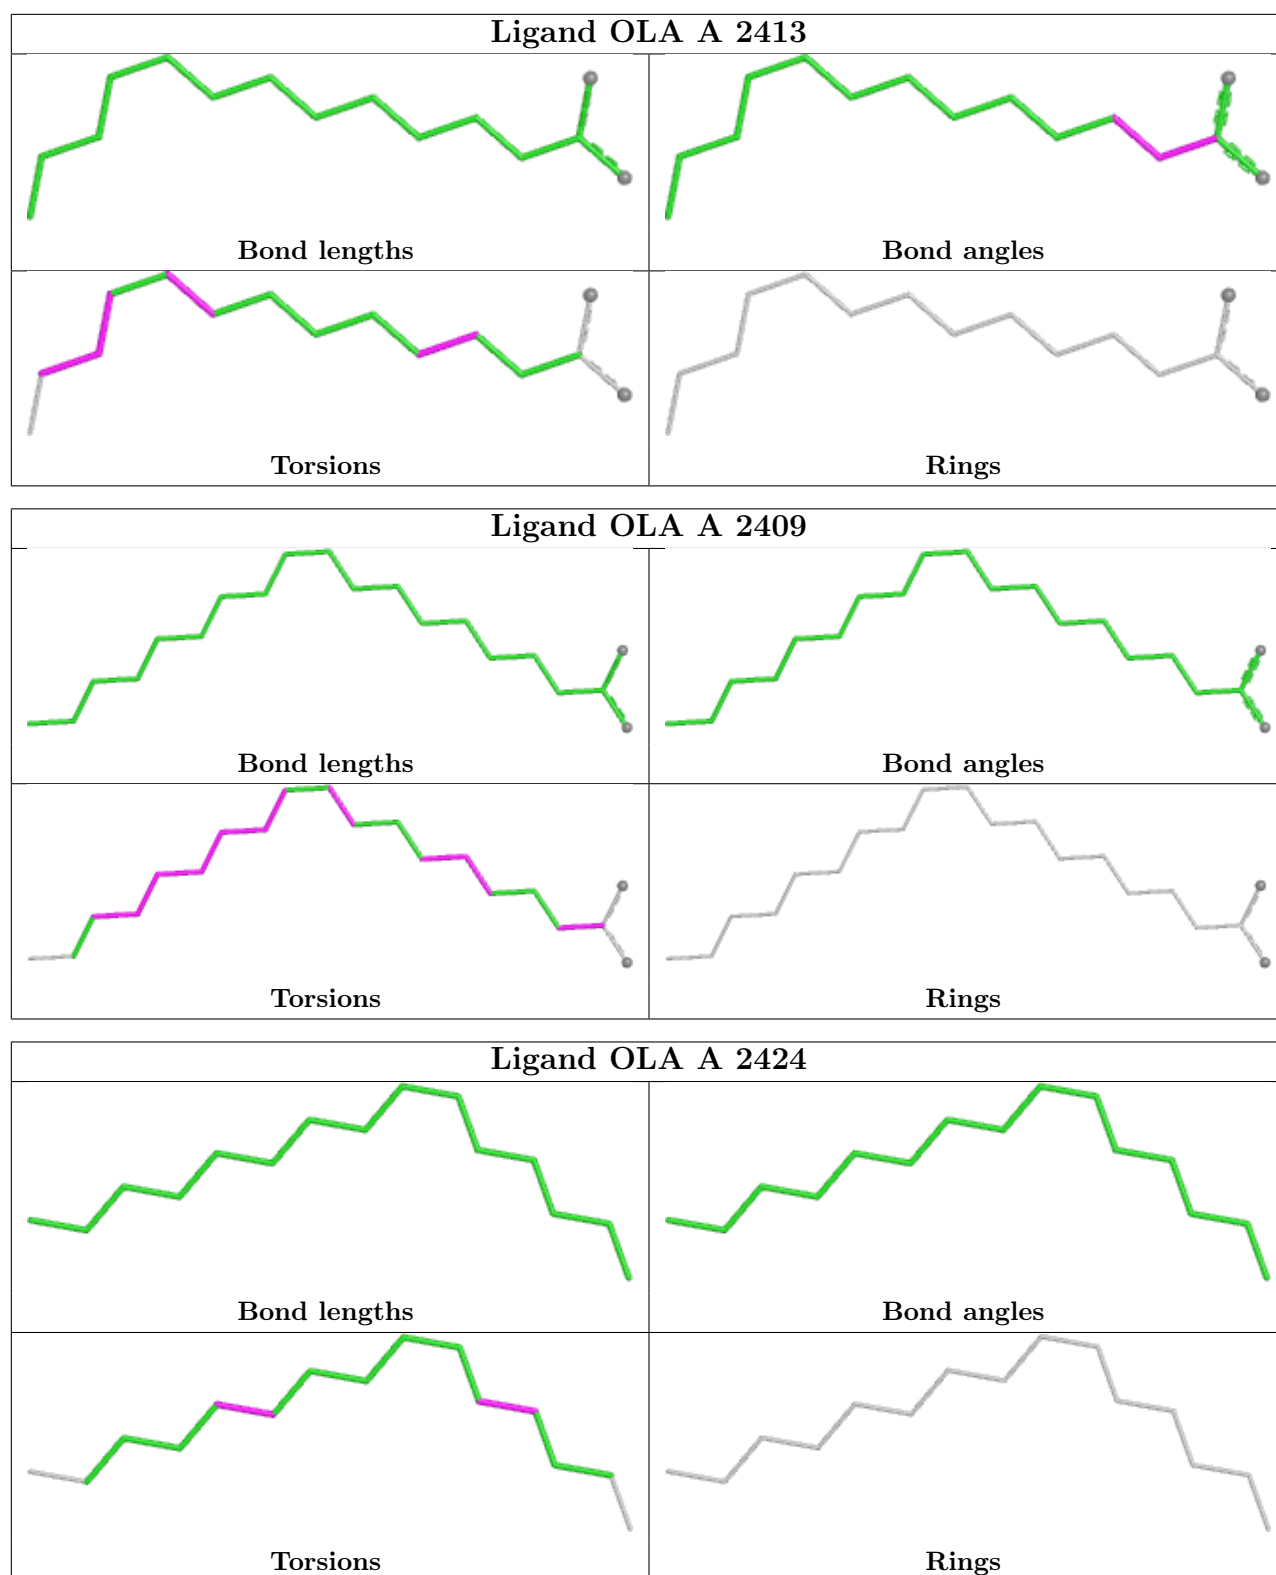 Ligand OLA A 2413
Bond lengths
Bond angles
Torsions
Rings
Ligand OLA A 2409
Bond lengths
Bond angles
Torsions
Rings
Ligand OLA A 2424
Bond lengths
Bond angles
Torsions
Rings